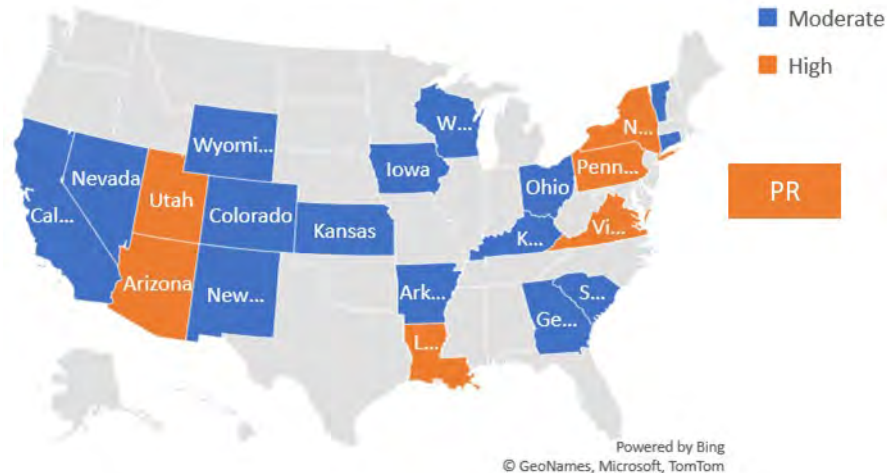 Moderate
High
Wyomi...
W...
N...
Nevada
Iowa
Penn...
Utah
Ohio
PR
Cal...
Colorado
Kansas
K...
Vi...
Arizona
New...
Ark...
S...
Ge...
L...
Powered by Bing
© GeoNames, Microsoft, TomTom